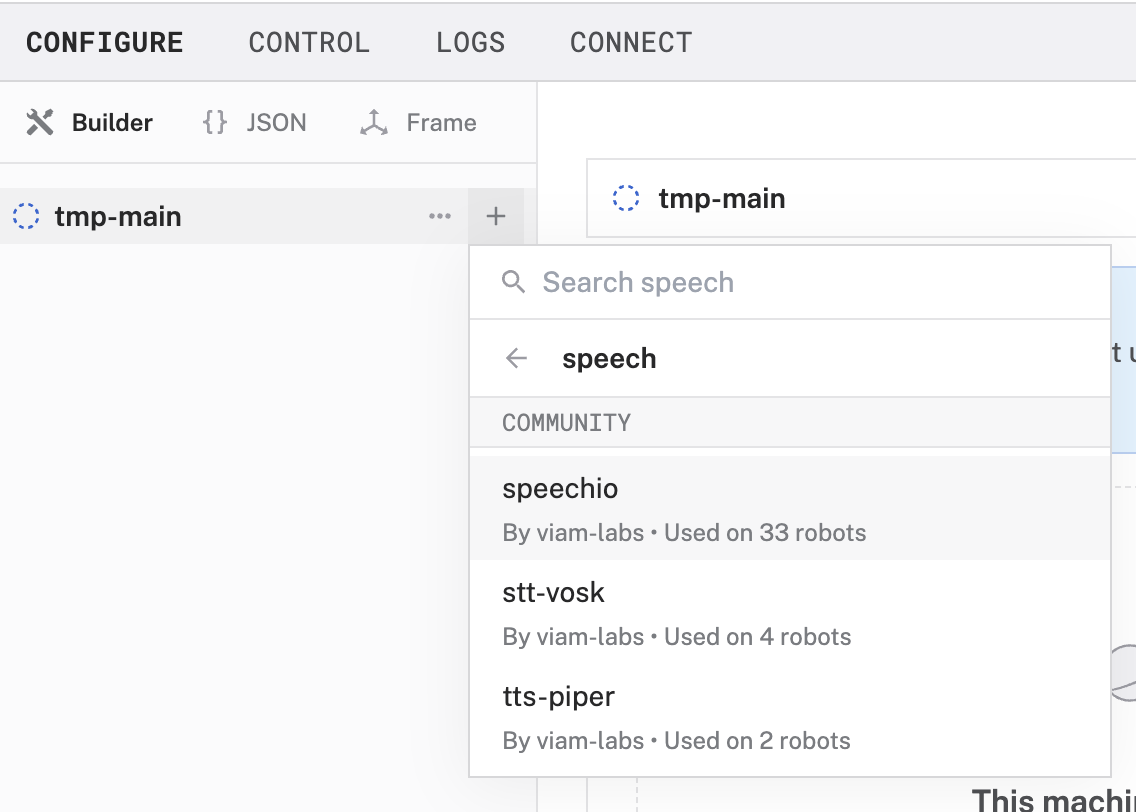 CONFIGURE CONTROL LOGS CONNECT
Builder {} JSON Frame
tmp-main ••• +
tmp-main
Search speech
speech
COMMUNITY
speechio
By viam-labs • Used on 33 robots
stt-vosk
By viam-labs • Used on 4 robots
tts-piper
By viam-labs • Used on 2 robots
This